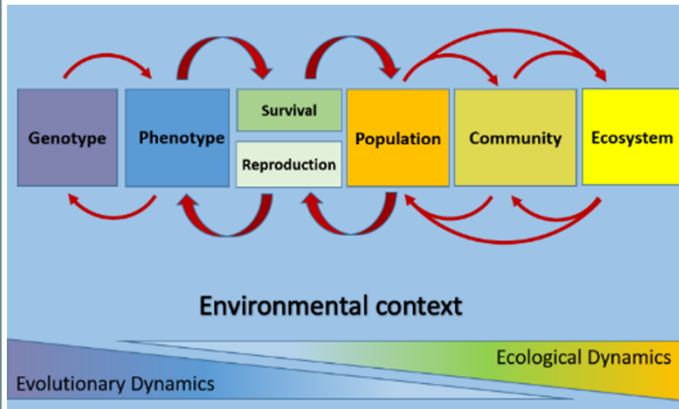 Genotype
Phenotype
Survival
Reproduction
Population
Community
Ecosystem
Environmental context
Ecological Dynamics
Evolutionary Dynamics